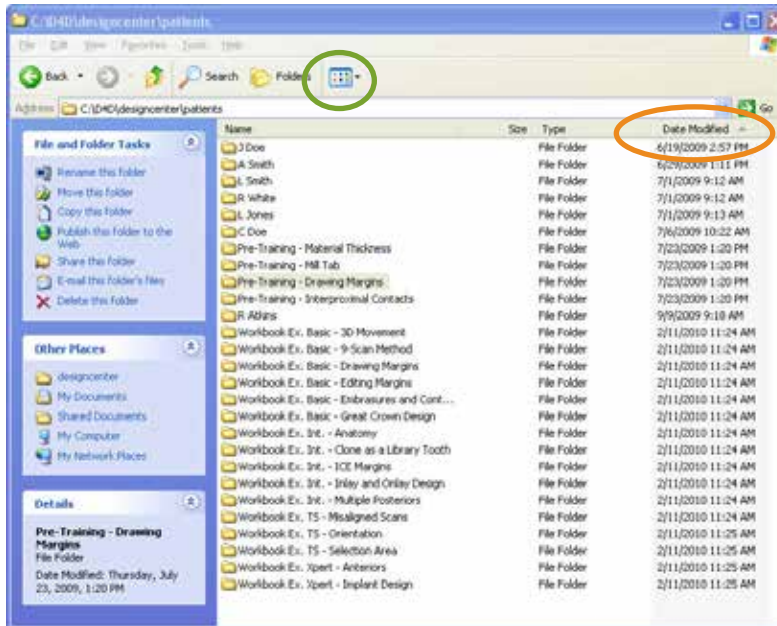 C:\D4D\designcenter\patients
File Edit View Favorites Tools Help
Back Search Folders
Address C:\D4D\designcenter\patients Go
Name Size Type Date Modified
File and Folder Tasks
Rename this folder
Move this folder
Copy this folder
Publish this folder to the
Web
Share this folder
E-mail this folder's files
Delete this folder
Other Places
designcenter
My Documents
Shared Documents
My Computer
My Network Places
Details
Pre-Training - Drawing
Margins
File Folder
Date Modified: Thursday, July
23, 2009, 1:20 PM
J Doe File Folder 6/19/2009 2:57 PM
A Smith File Folder 6/29/2009 1:11 PM
L Smith File Folder 7/1/2009 9:12 AM
R White File Folder 7/1/2009 9:12 AM
L Jones File Folder 7/1/2009 9:13 AM
C Doe File Folder 7/6/2009 10:22 AM
Pre-Training - Material Thickness File Folder 7/23/2009 1:20 PM
Pre-Training - Mill Tab File Folder 7/23/2009 1:20 PM
Pre-Training - Drawing Margins File Folder 7/23/2009 1:20 PM
Pre-Training - Interproximal Contacts File Folder 7/23/2009 1:20 PM
R Atkins File Folder 9/9/2009 9:18 AM
Workbook Ex. Basic - 3D Movement File Folder 2/11/2010 11:24 AM
Workbook Ex. Basic - 9-Scan Method File Folder 2/11/2010 11:24 AM
Workbook Ex. Basic - Drawing Margins File Folder 2/11/2010 11:24 AM
Workbook Ex. Basic - Editing Margins File Folder 2/11/2010 11:24 AM
Workbook Ex. Basic - Embrasures and Cont... File Folder 2/11/2010 11:24 AM
Workbook Ex. Basic - Great Crown Design File Folder 2/11/2010 11:24 AM
Workbook Ex. Int. - Anatomy File Folder 2/11/2010 11:24 AM
Workbook Ex. Int. - Clone as a Library Tooth File Folder 2/11/2010 11:24 AM
Workbook Ex. Int. - ICE Margins File Folder 2/11/2010 11:24 AM
Workbook Ex. Int. - Inlay and Onlay Design File Folder 2/11/2010 11:24 AM
Workbook Ex. Int. - Multiple Posteriors File Folder 2/11/2010 11:24 AM
Workbook Ex. TS - Misaligned Scans File Folder 2/11/2010 11:24 AM
Workbook Ex. TS - Orientation File Folder 2/11/2010 11:25 AM
Workbook Ex. TS - Selection Area File Folder 2/11/2010 11:25 AM
Workbook Ex. Xpert - Anteriors File Folder 2/11/2010 11:25 AM
Workbook Ex. Xpert - Implant Design File Folder 2/11/2010 11:25 AM